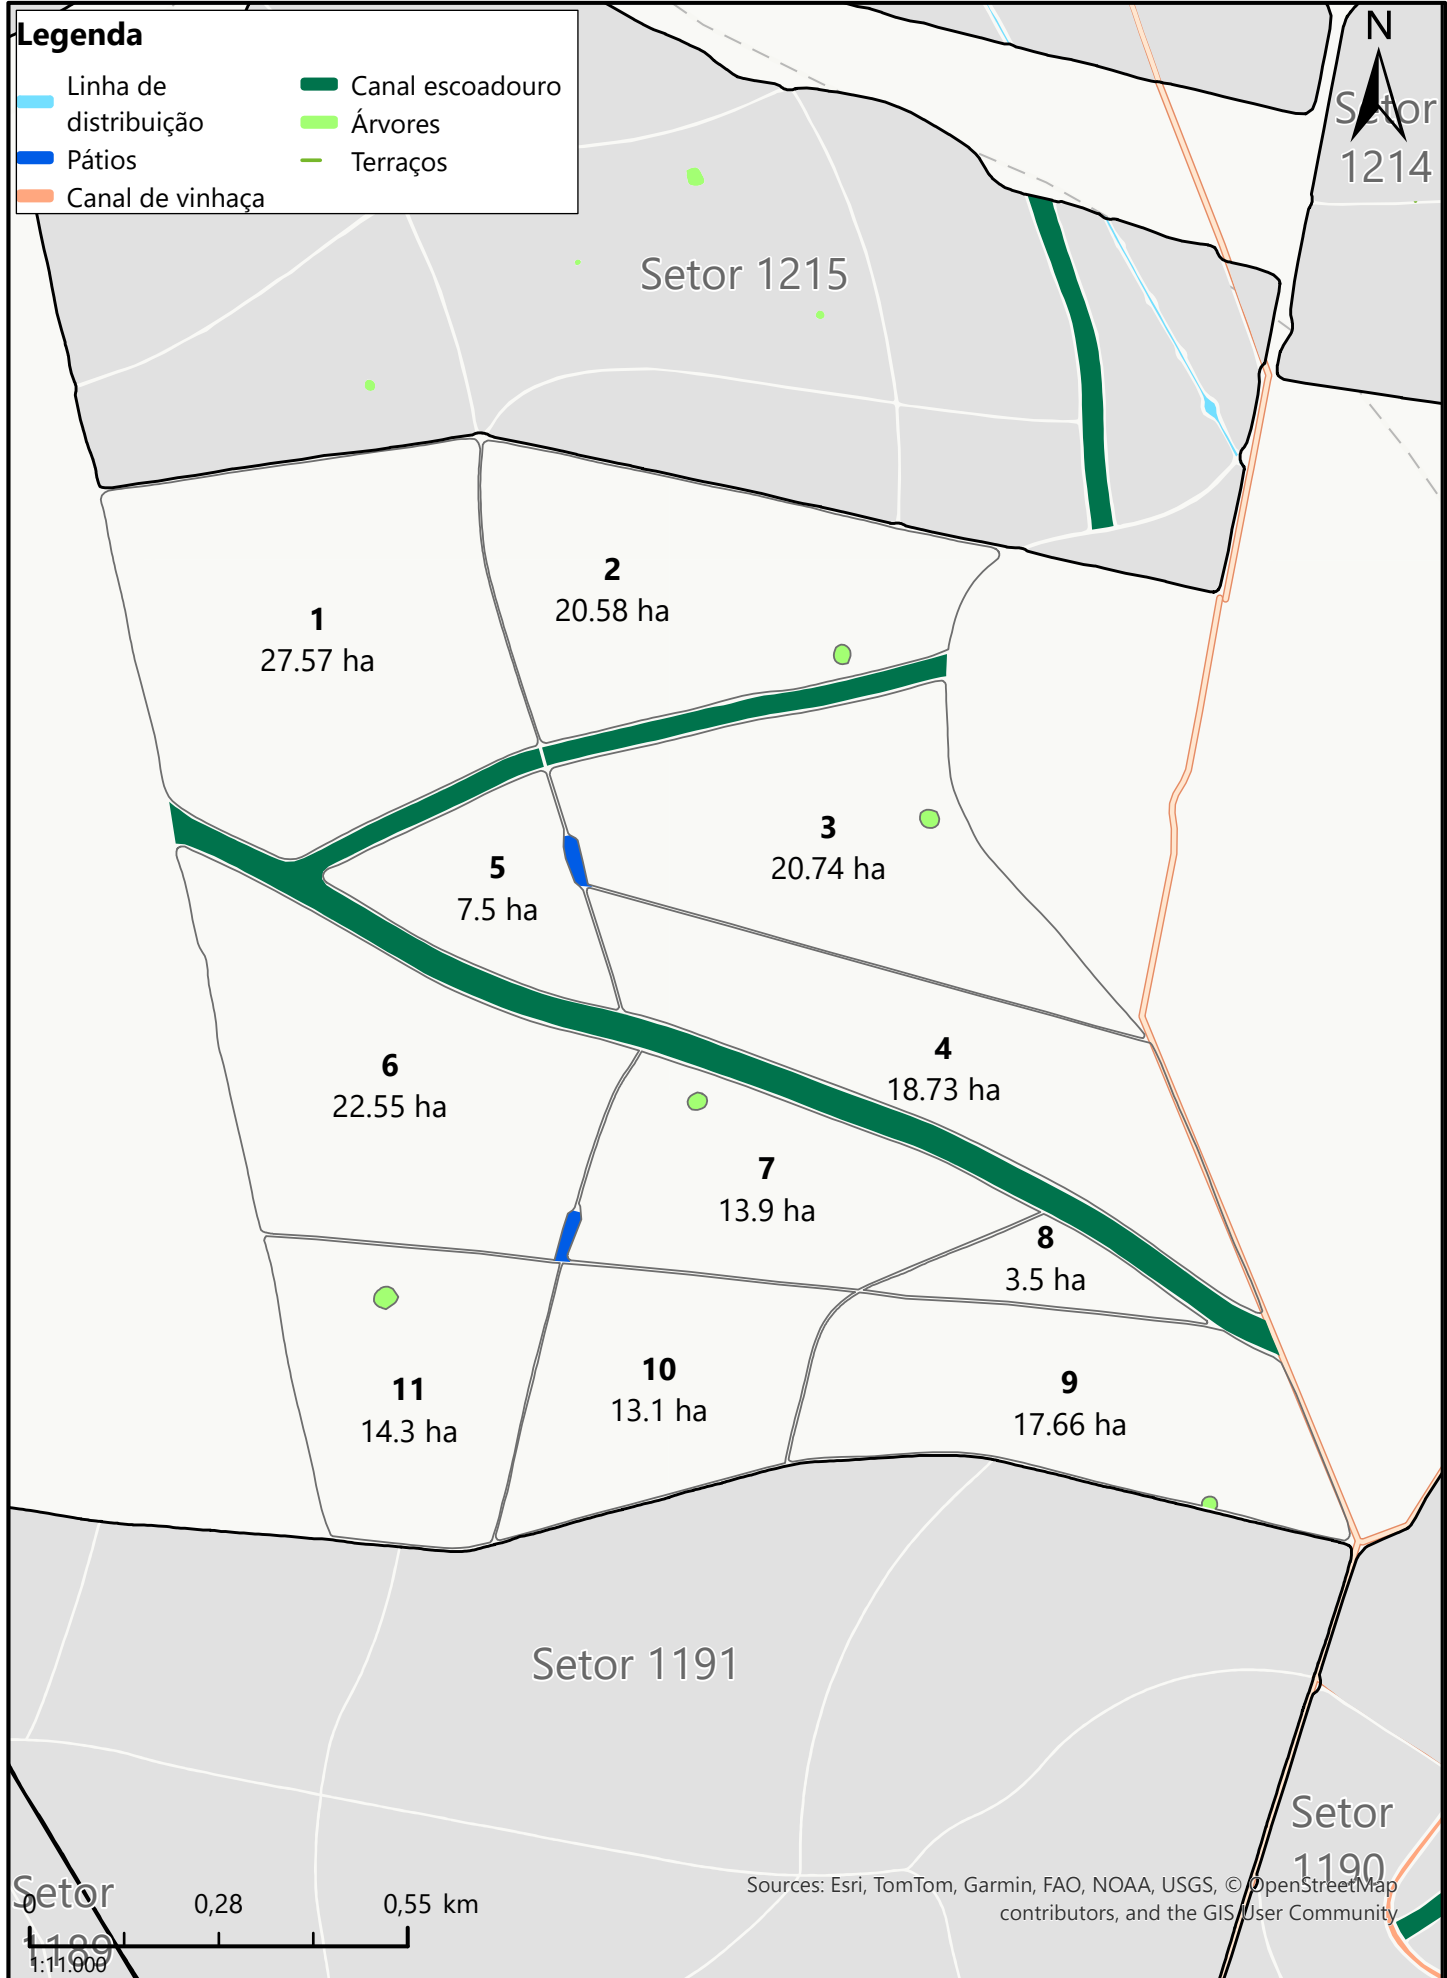 Legenda
Linha de
distribuição
Pátios
Canal de vinhaça
Canal escoadouro
Árvores
Terraços
N
Setor
1214
Setor 1215
1
27.57 ha
2
20.58 ha
3
20.74 ha
5
7.5 ha
4
18.73 ha
6
22.55 ha
7
13.9 ha
8
3.5 ha
10
13.1 ha
9
17.66 ha
11
14.3 ha
Setor 1191
Setor
1190
Setor
1189
0 0,28 0,55 km
1:11.000
Sources: Esri, TomTom, Garmin, FAO, NOAA, USGS, © OpenStreetMap
contributors, and the GIS User Community